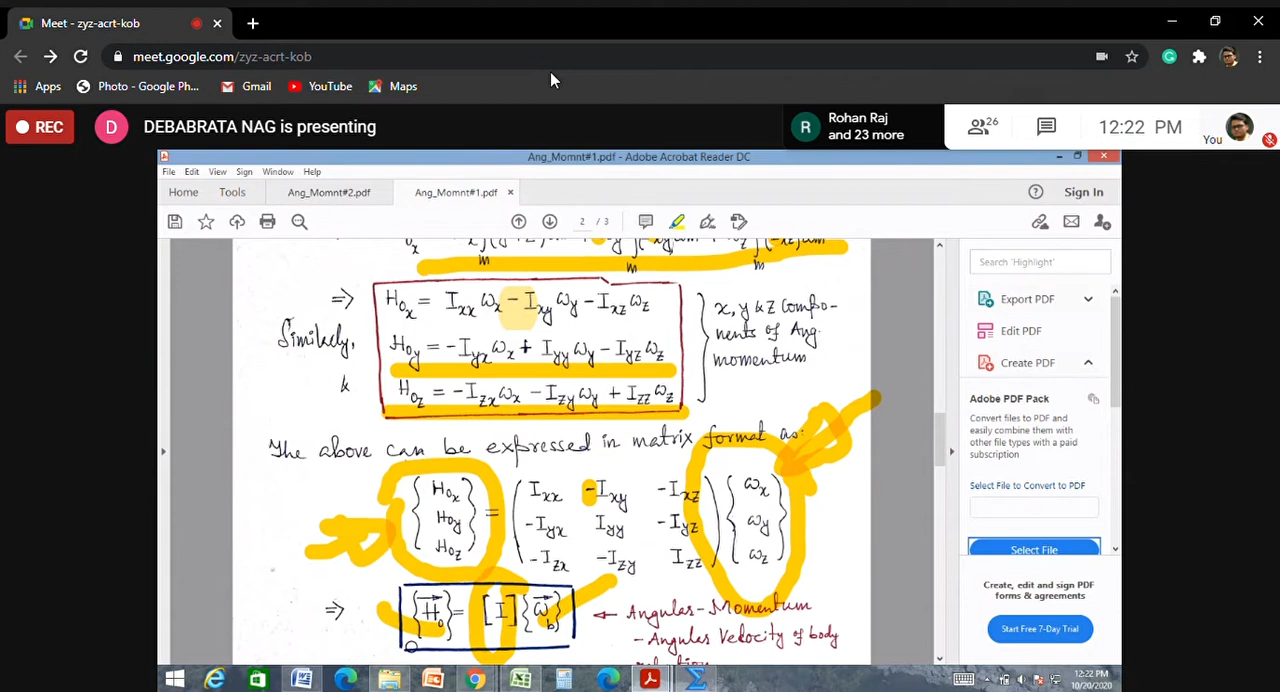 Meet - zyz-acrt-kob
meet.google.com/zyz-acrt-kob
Apps Photo - Google Ph... Gmail YouTube Maps
REC D DEBABRATA NAG is presenting
R Rohan Raj
and 23 more
26 12:22 PM
You
Ang_Momnt#1.pdf - Adobe Acrobat Reader DC
File Edit View Sign Window Help
Home Tools Ang_Momnt#2.pdf Ang_Momnt#1.pdf × Sign In
2 / 3
Search 'Highlight'
Export PDF
Edit PDF
Create PDF
Adobe PDF Pack
Convert files to PDF and
easily combine them with
other file types with a paid
subscription
Select File to Convert to PDF
Select File
Create, edit and sign PDF
forms & agreements
Start Free 7-Day Trial
m m m
⇒ H₀x = Ixx ωx − Ixy ωy − Ixz ωz
Similarly, H₀y = −Iyx ωx + Iyy ωy − Iyz ωz
& H₀z = −Izx ωx − Izy ωy + Izz ωz
x, y & z Compo-
nents of Ang.
momentum
The above can be expressed in matrix format as:
{H₀x = (Ixx −Ixy −Ixz) {ωx
H₀y −Iyx Iyy −Iyz ωy
H₀z} −Izx −Izy Izz) ωz}
⇒ {H⃗₀} = [I]{ω⃗b} ← Angular-Momentum
- Angular Velocity of body
12:22 PM
10/20/2020